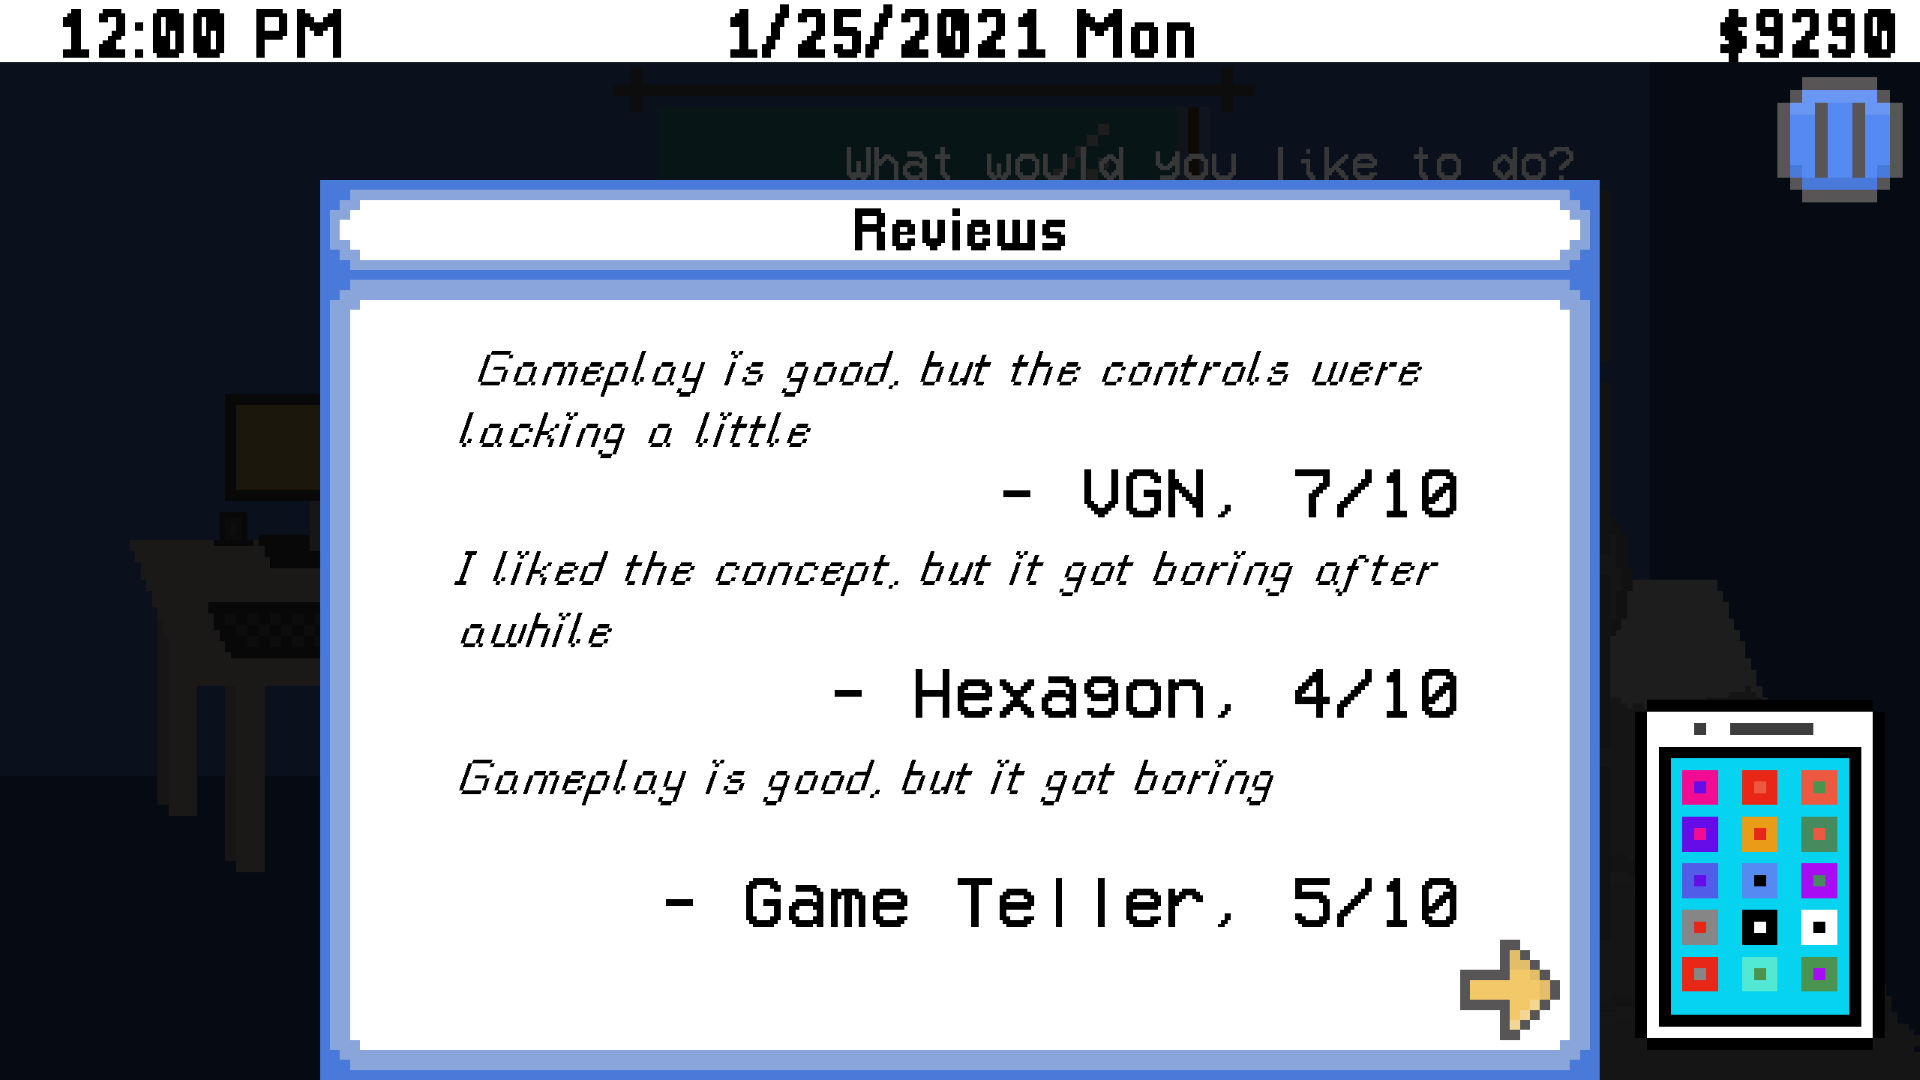 12:00 PM
1/25/2021 Mon
$9290
What would you like to do?
Reviews
Gameplay is good, but the controls were
lacking a little
- VGN, 7/10
I liked the concept, but it got boring after
awhile
- Hexagon, 4/10
Gameplay is good, but it got boring
- Game Teller, 5/10